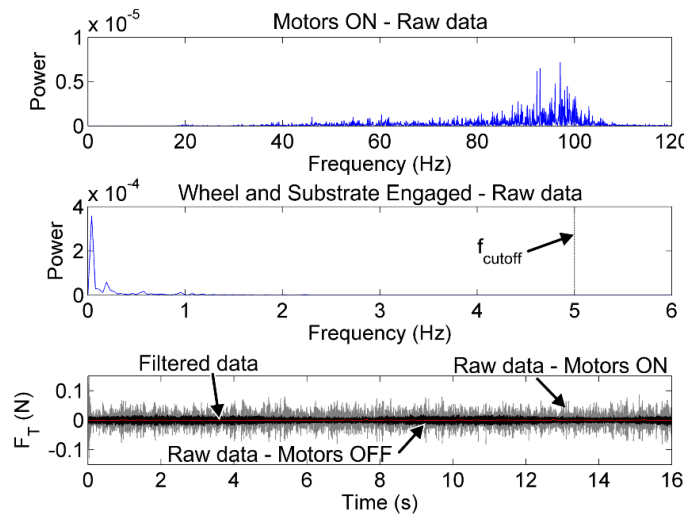 x 10^-5 Motors ON - Raw data
1
0.5
0
Power
0 20 40 60 80 100 120
Frequency (Hz)
x 10^-4 Wheel and Substrate Engaged - Raw data
4
2
0
Power
f_cutoff
0 1 2 3 4 5 6
Frequency (Hz)
Filtered data
Raw data - Motors ON
0.1
0
-0.1
F_T (N)
Raw data - Motors OFF
0 2 4 6 8 10 12 14 16
Time (s)